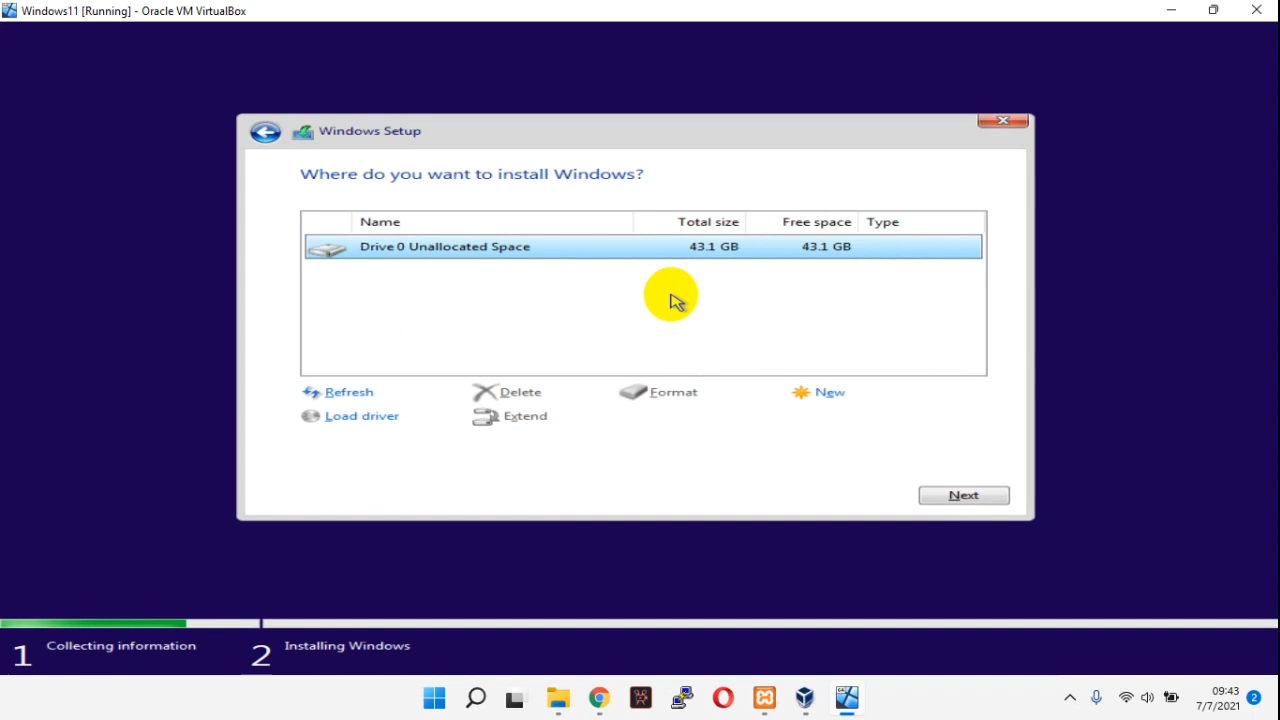 Windows11 [Running] - Oracle VM VirtualBox
Windows Setup
Where do you want to install Windows?
Name Total size Free space Type
Drive 0 Unallocated Space 43.1 GB 43.1 GB
Refresh Delete Format New
Load driver Extend
Next
1 Collecting information 2 Installing Windows
09:43
7/7/2021
2